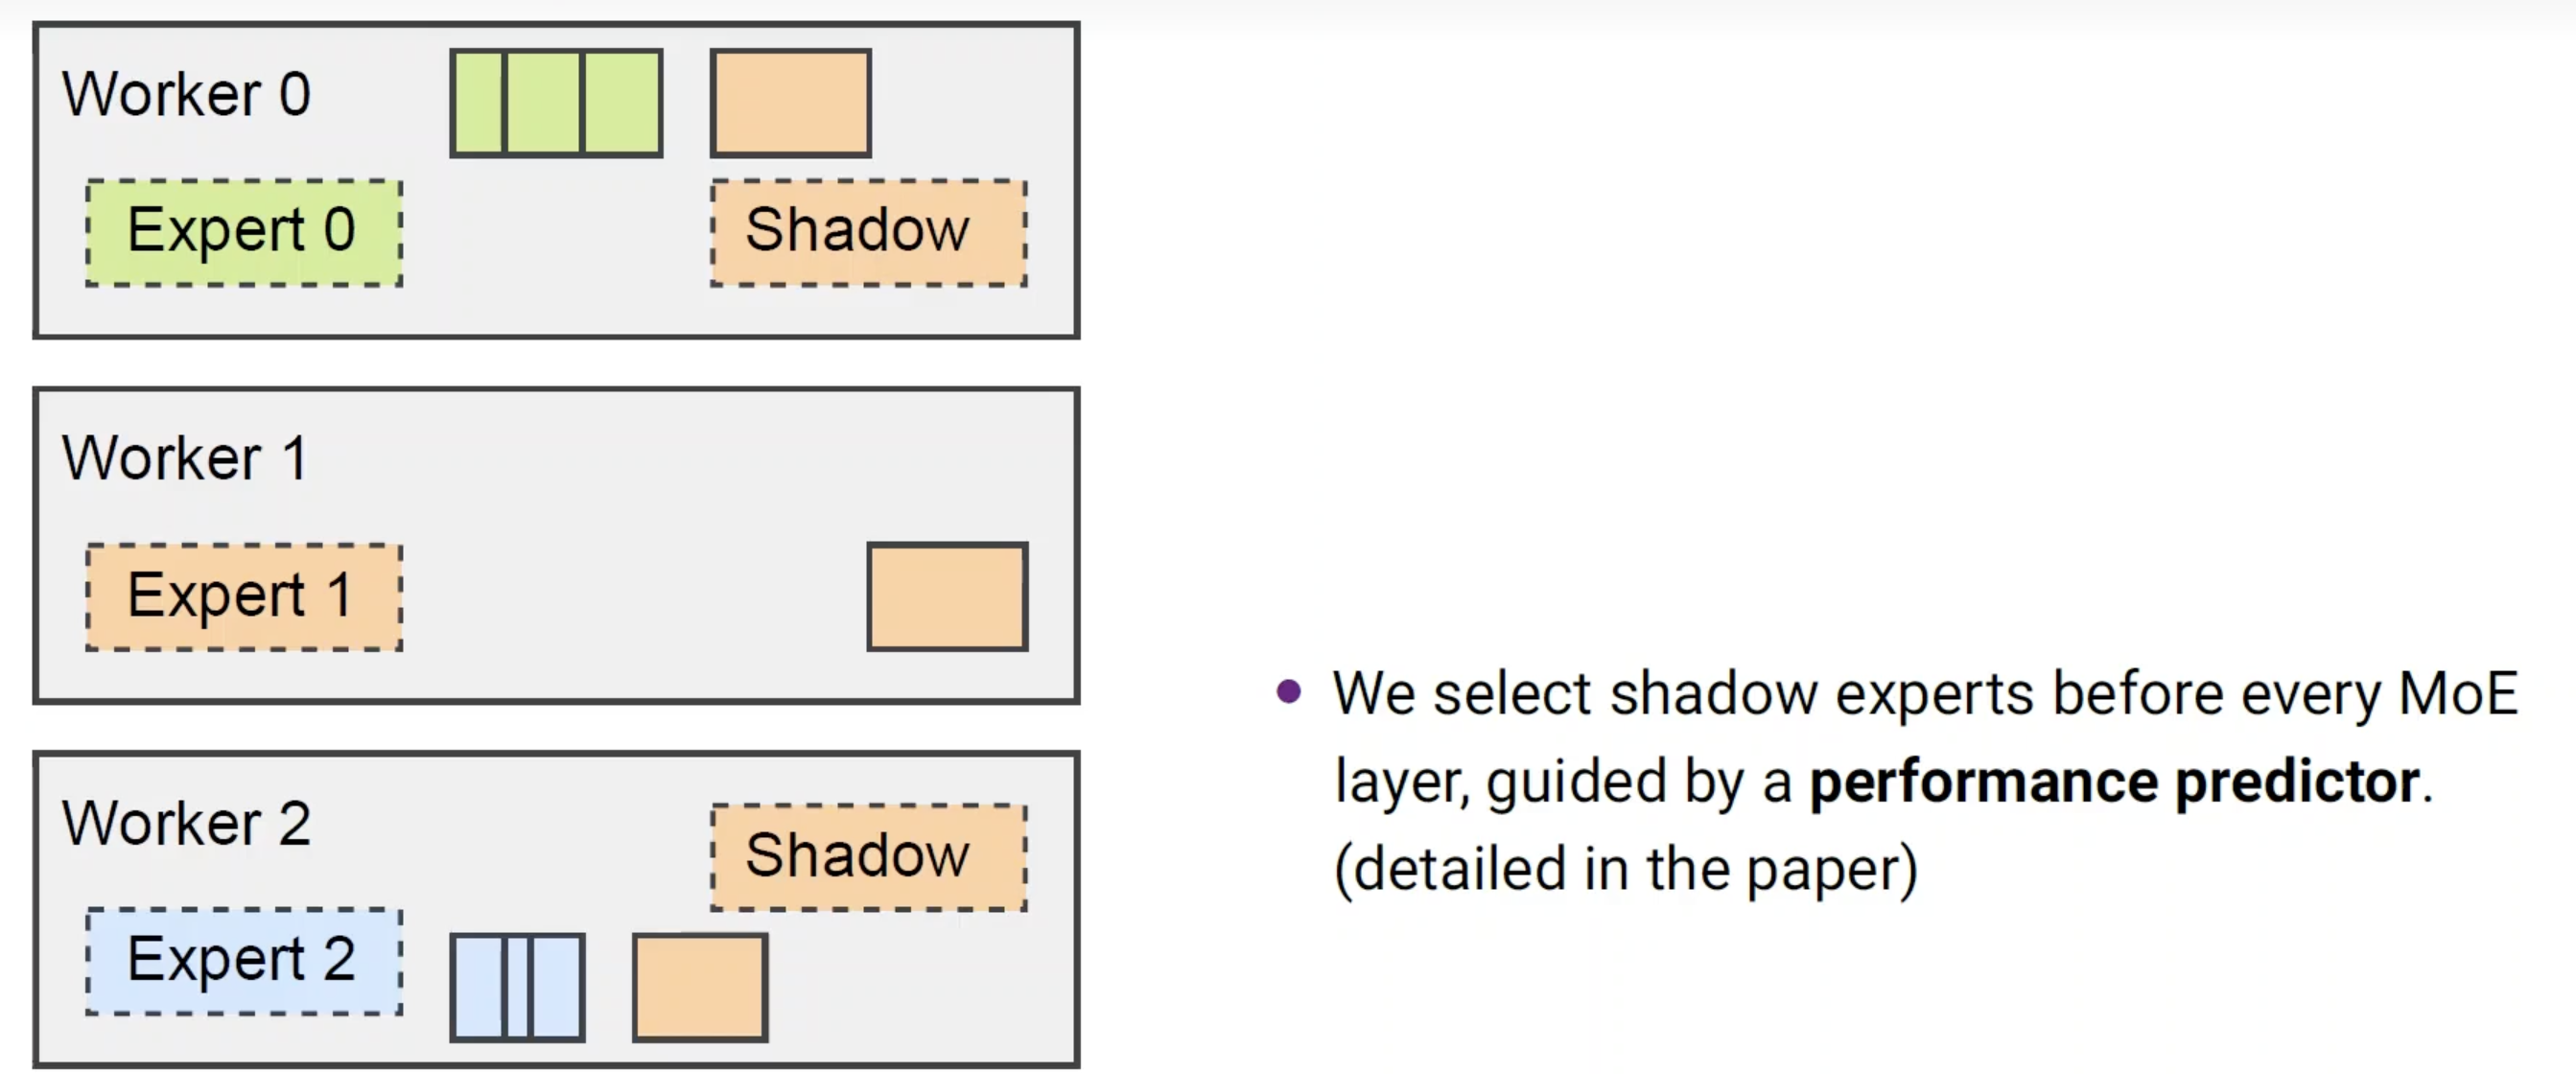 Worker 0
Expert 0
Shadow
Worker 1
Expert 1
Worker 2
Shadow
Expert 2
We select shadow experts before every MoE
layer, guided by a performance predictor.
(detailed in the paper)